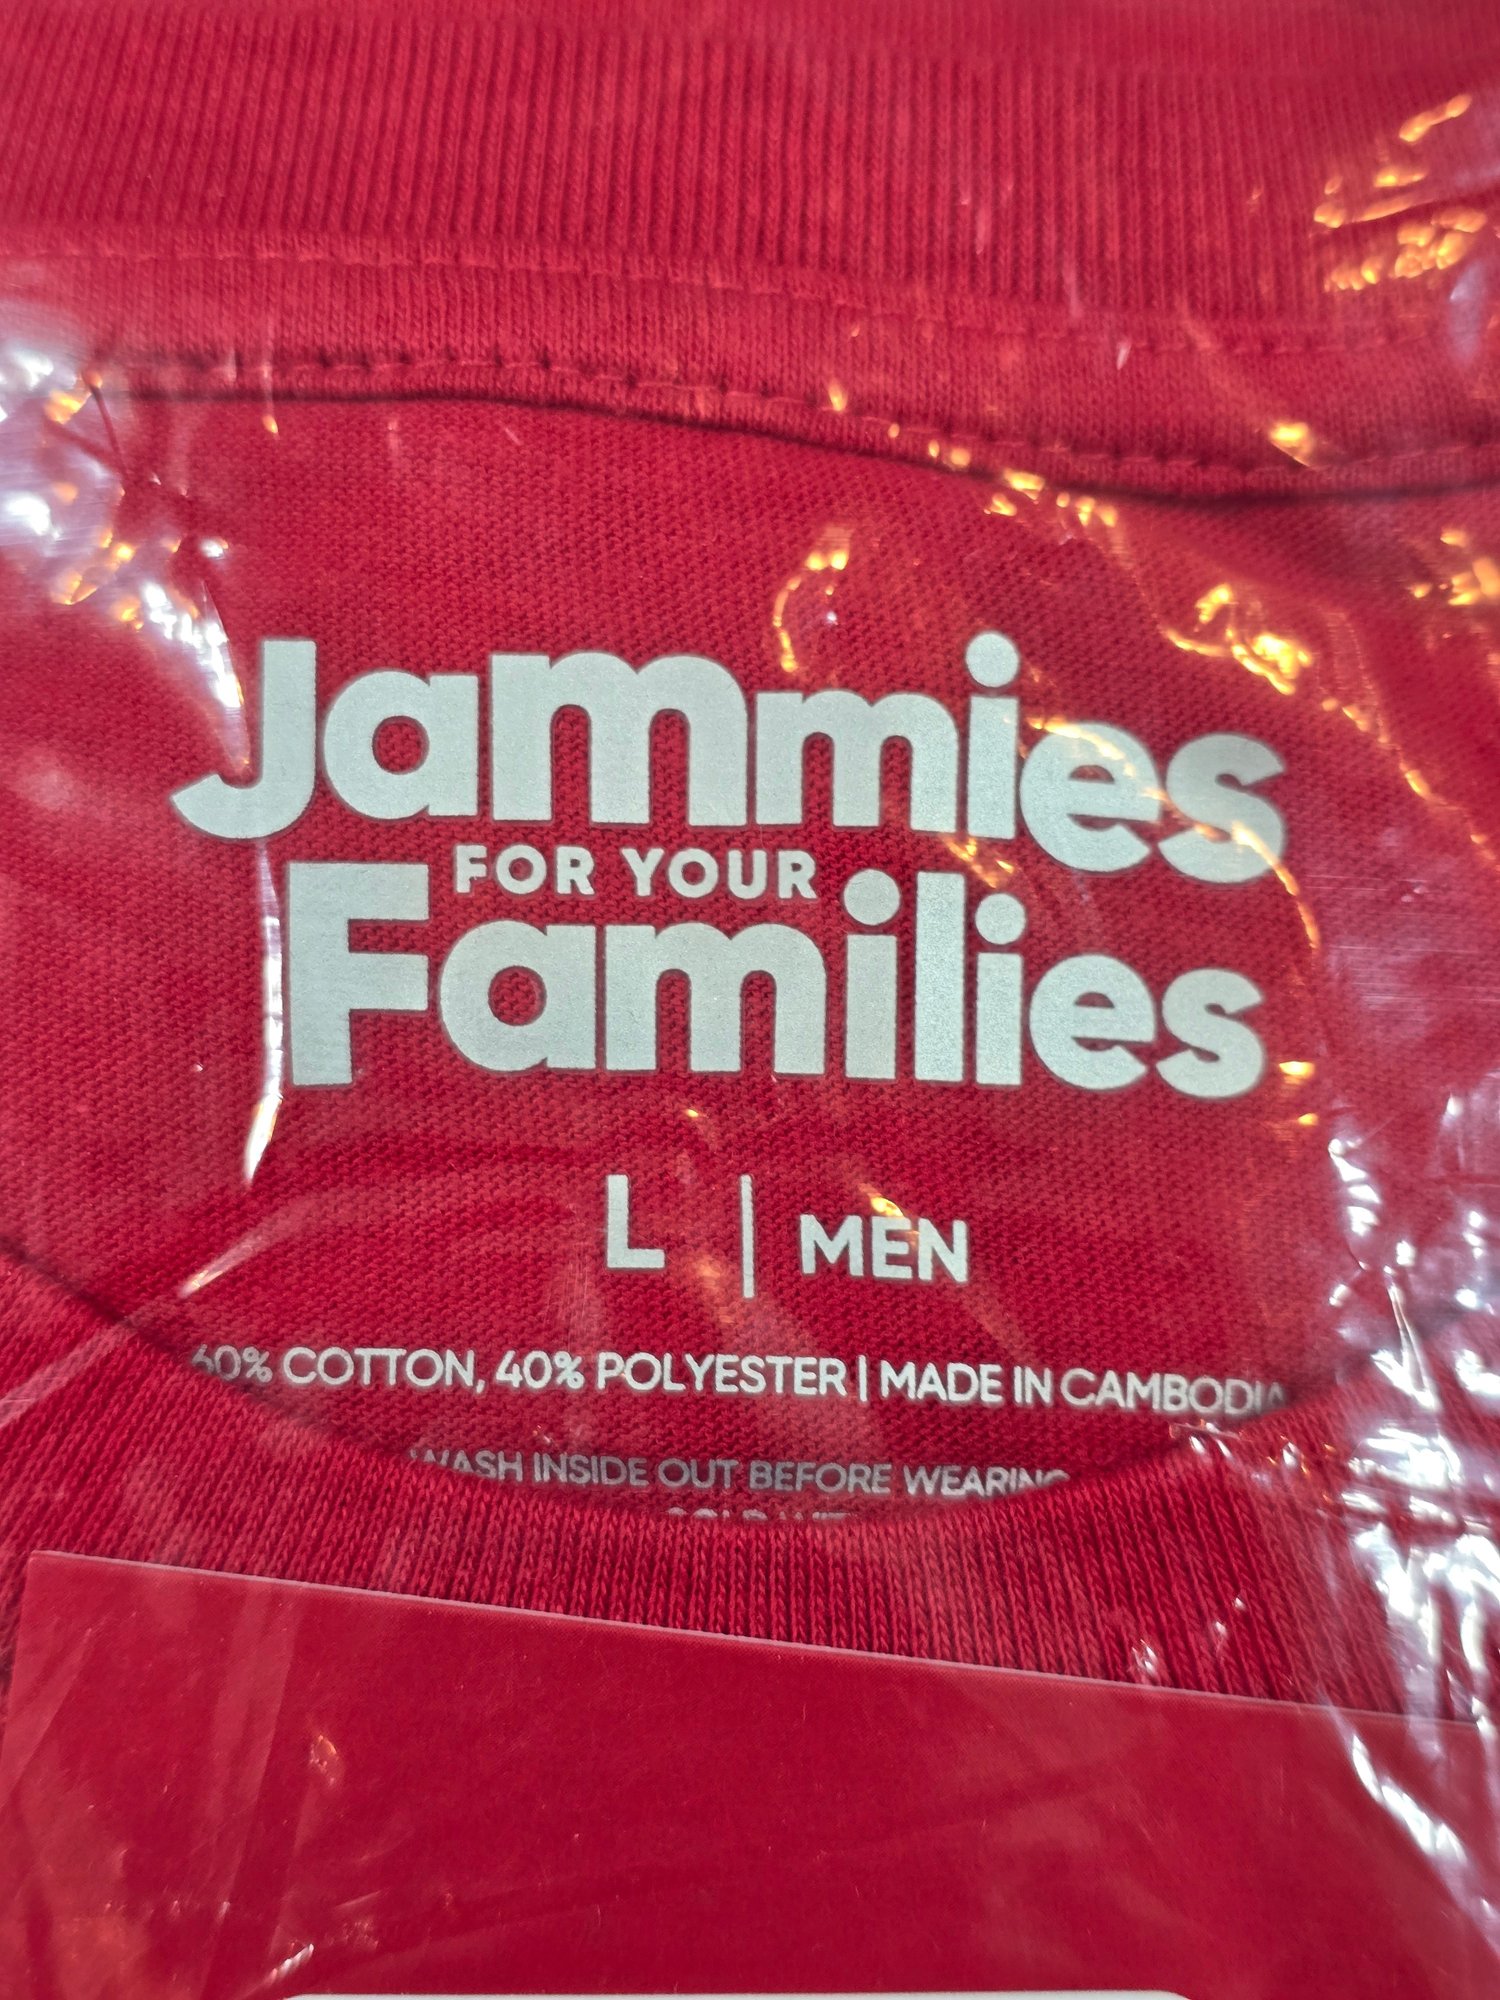 Jammies
FOR YOUR
Families
L | MEN
60% COTTON, 40% POLYESTER | MADE IN CAMBODIA
WASH INSIDE OUT BEFORE WEARING